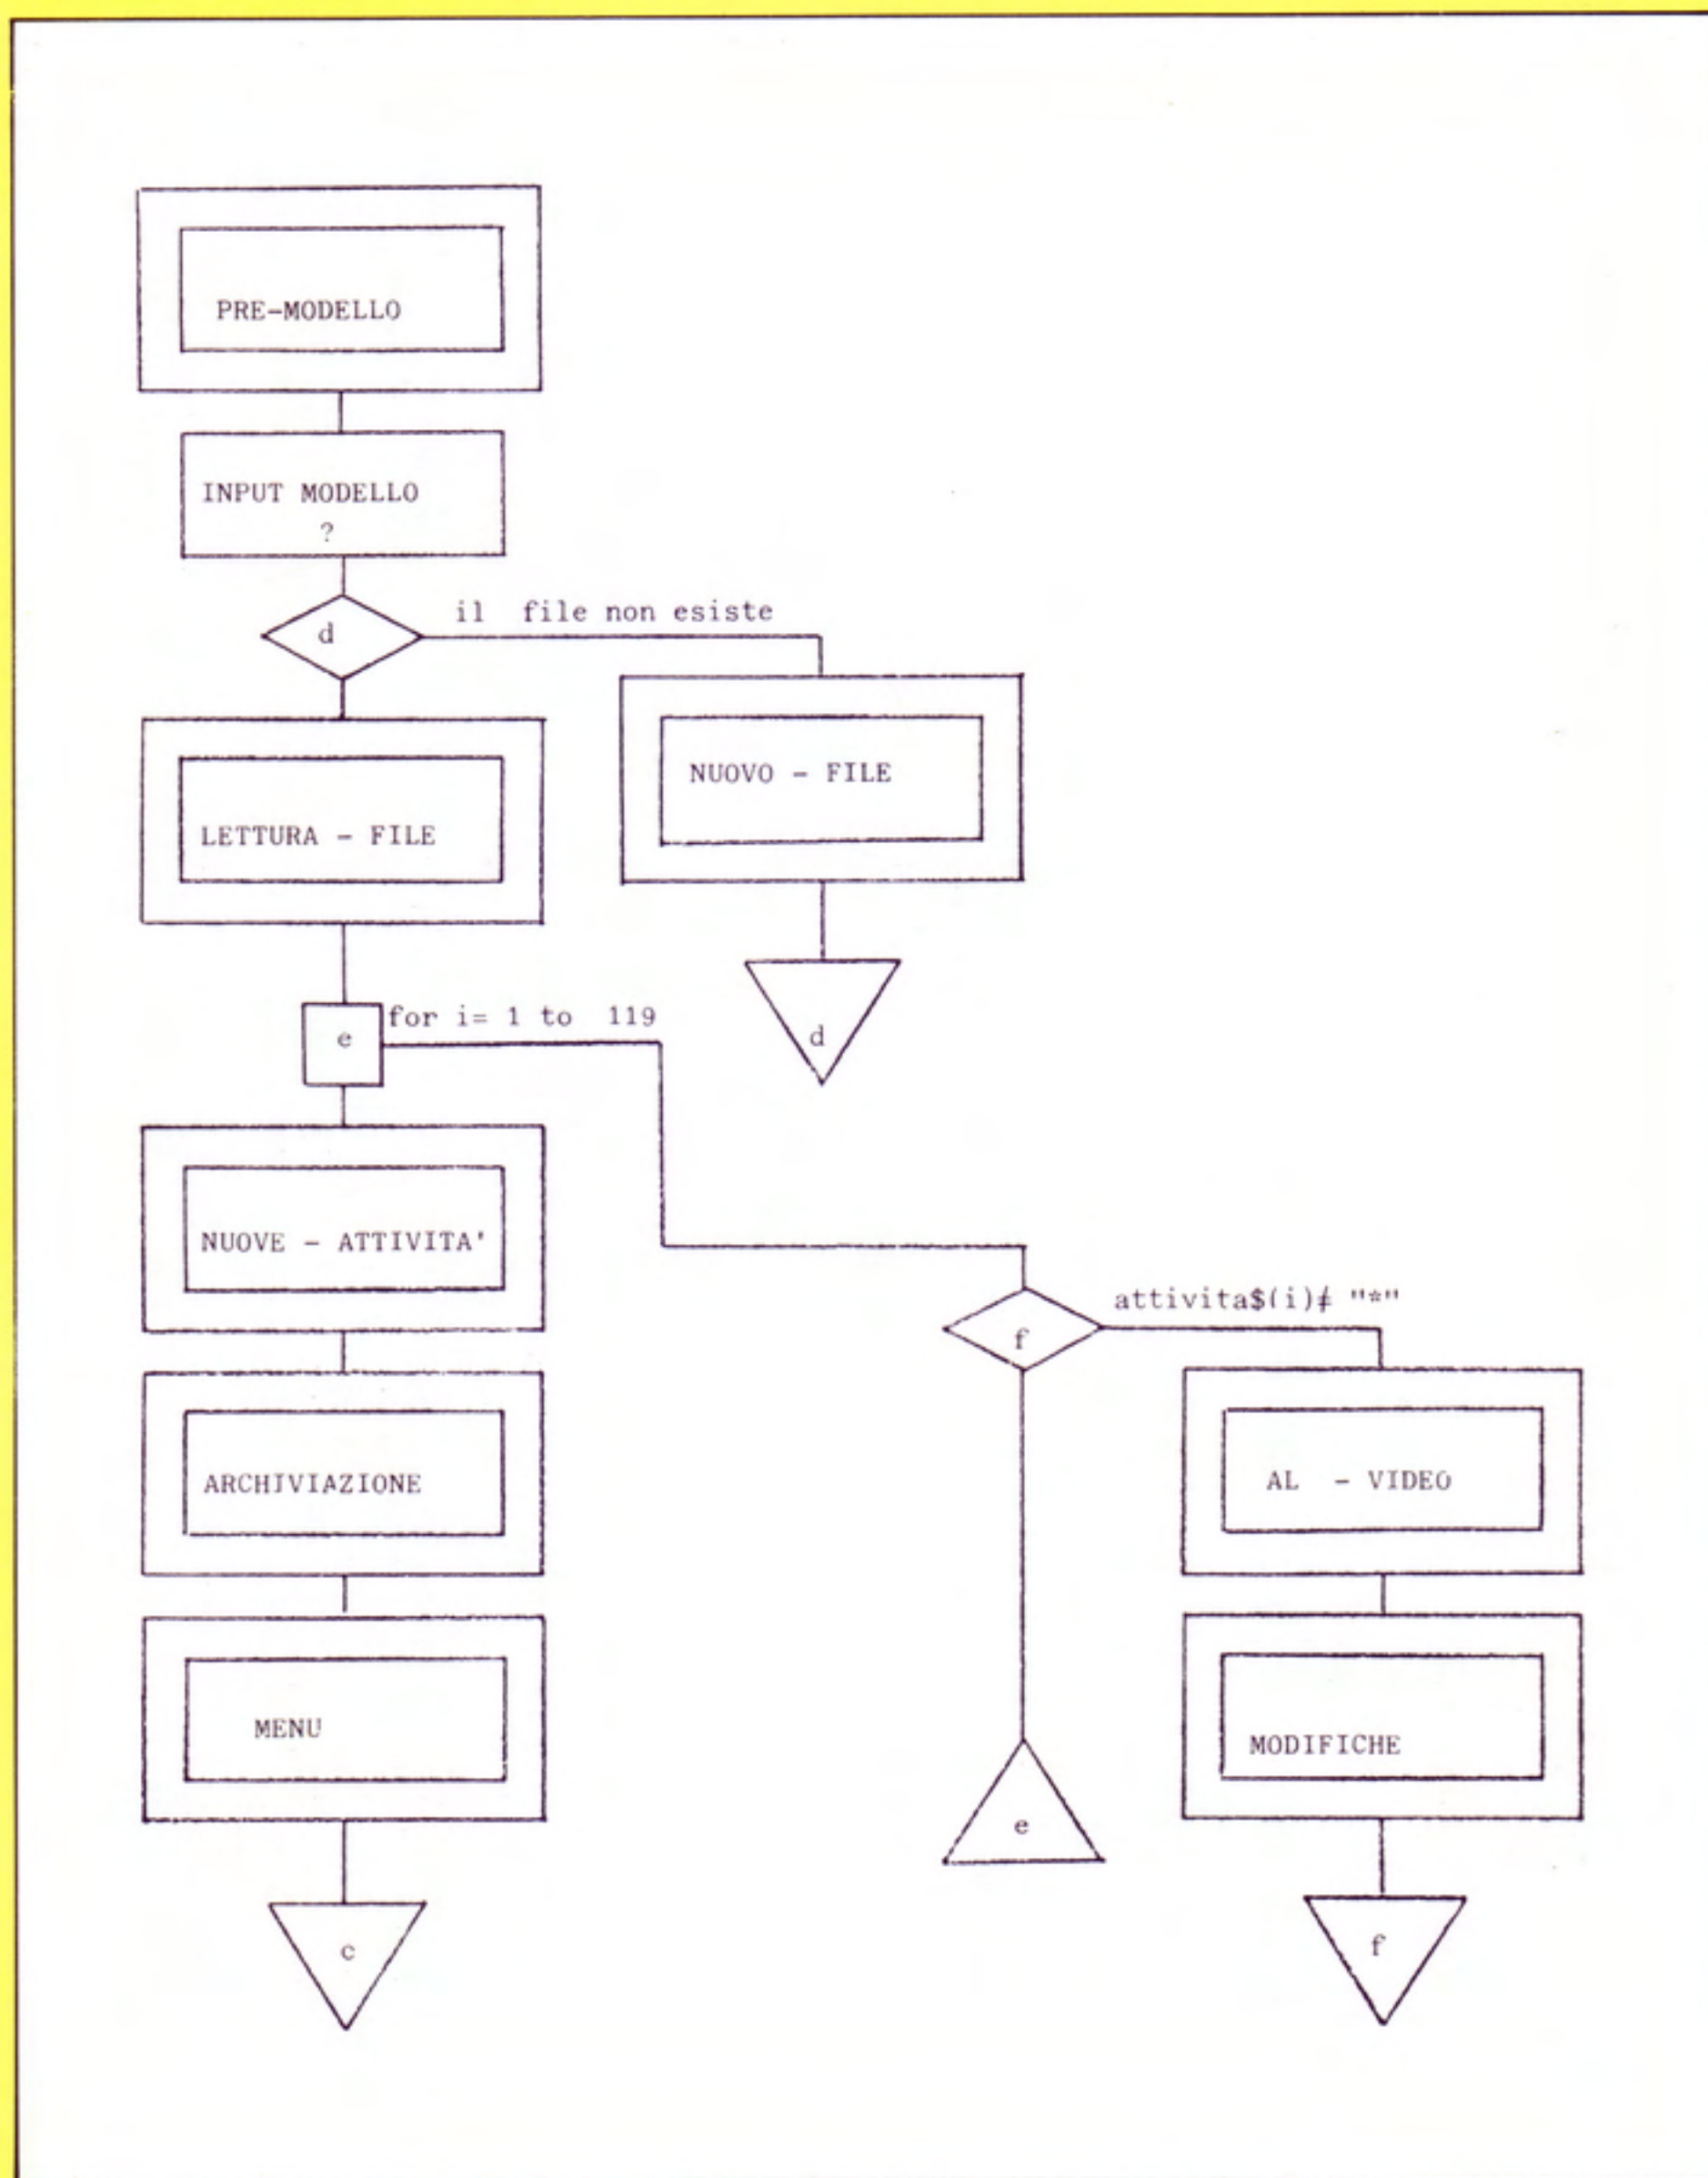 PRE-MODELLO
INPUT MODELLO
?
d
il file non esiste
NUOVO - FILE
LETTURA - FILE
d
e
for i= 1 to 119
NUOVE - ATTIVITA'
f
attivita$(i)≠ "*"
ARCHIVIAZIONE
AL - VIDEO
MENU
MODIFICHE
e
c
f